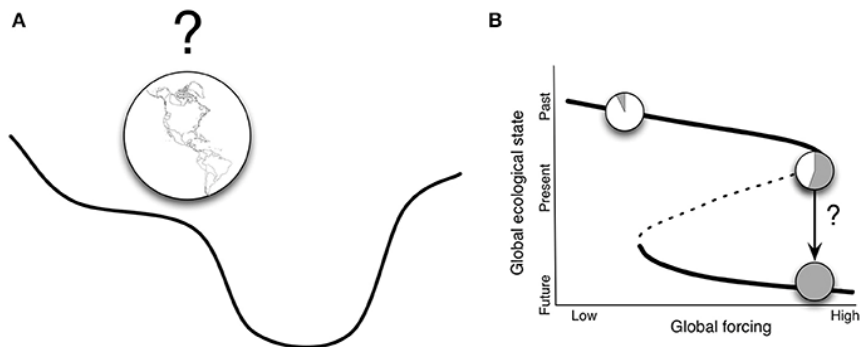 A
?
B
Global ecological state
Past
Present
Future
?
Low
High
Global forcing